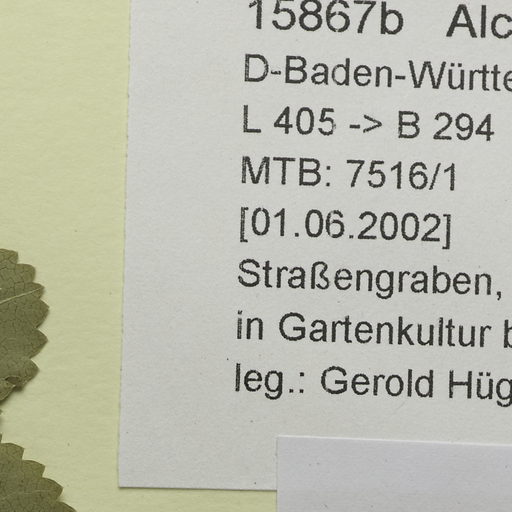 15867b Alc
D-Baden-Württe
L 405 -> B 294
MTB: 7516/1
[01.06.2002]
Straßengraben,
in Gartenkultur b
leg.: Gerold Hüg